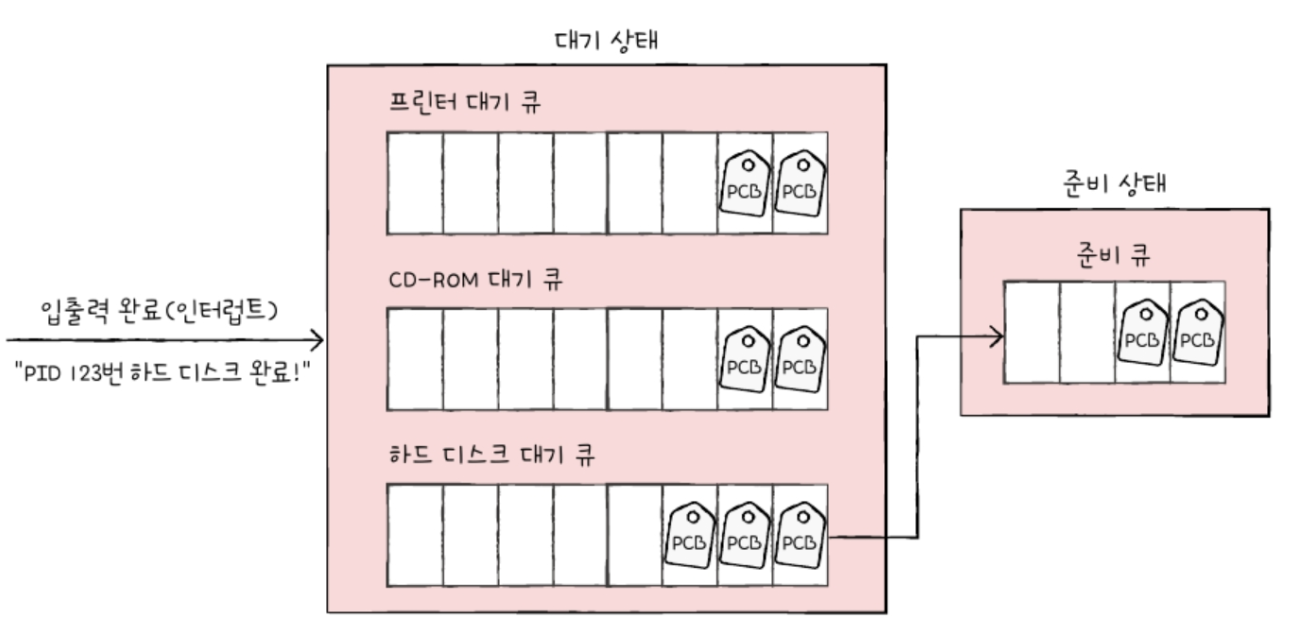 대기 상태
프린터 대기 큐
PCB PCB
CD-ROM 대기 큐
PCB PCB
하드 디스크 대기 큐
PCB PCB PCB
입출력 완료(인터럽트)
"PID 123번 하드 디스크 완료!"
준비 상태
준비 큐
PCB PCB